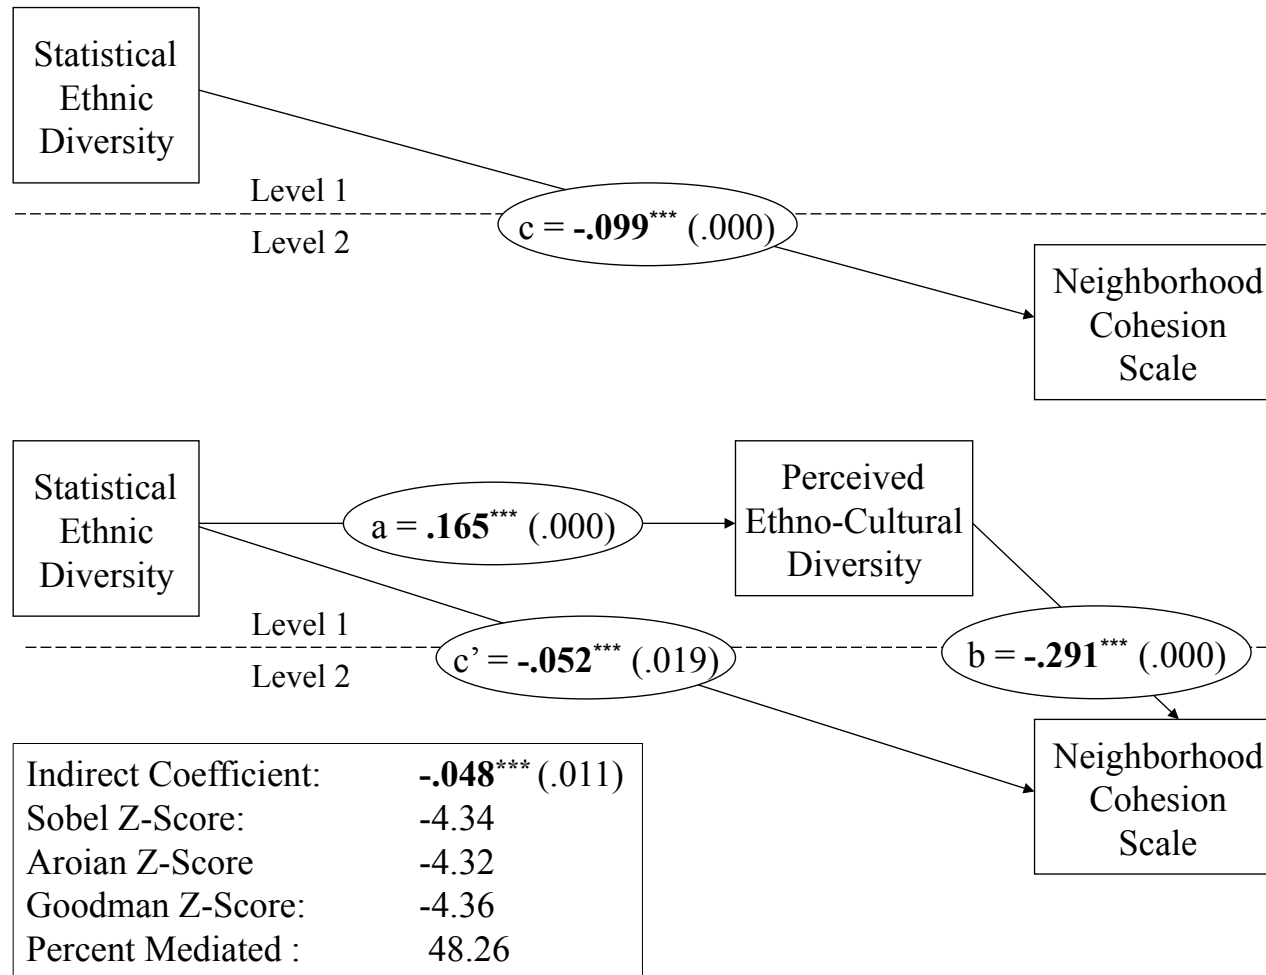 Statistical
Ethnic
Diversity
Level 1
c = -.099*** (.000)
Level 2
Neighborhood
Cohesion
Scale
Statistical
Ethnic
Diversity
a = .165*** (.000)
Perceived
Ethno-Cultural
Diversity
Level 1
c’ = -.052*** (.019)
b = -.291*** (.000)
Level 2
Neighborhood
Cohesion
Scale
Indirect Coefficient: -.048*** (.011)
Sobel Z-Score: -4.34
Aroian Z-Score -4.32
Goodman Z-Score: -4.36
Percent Mediated : 48.26